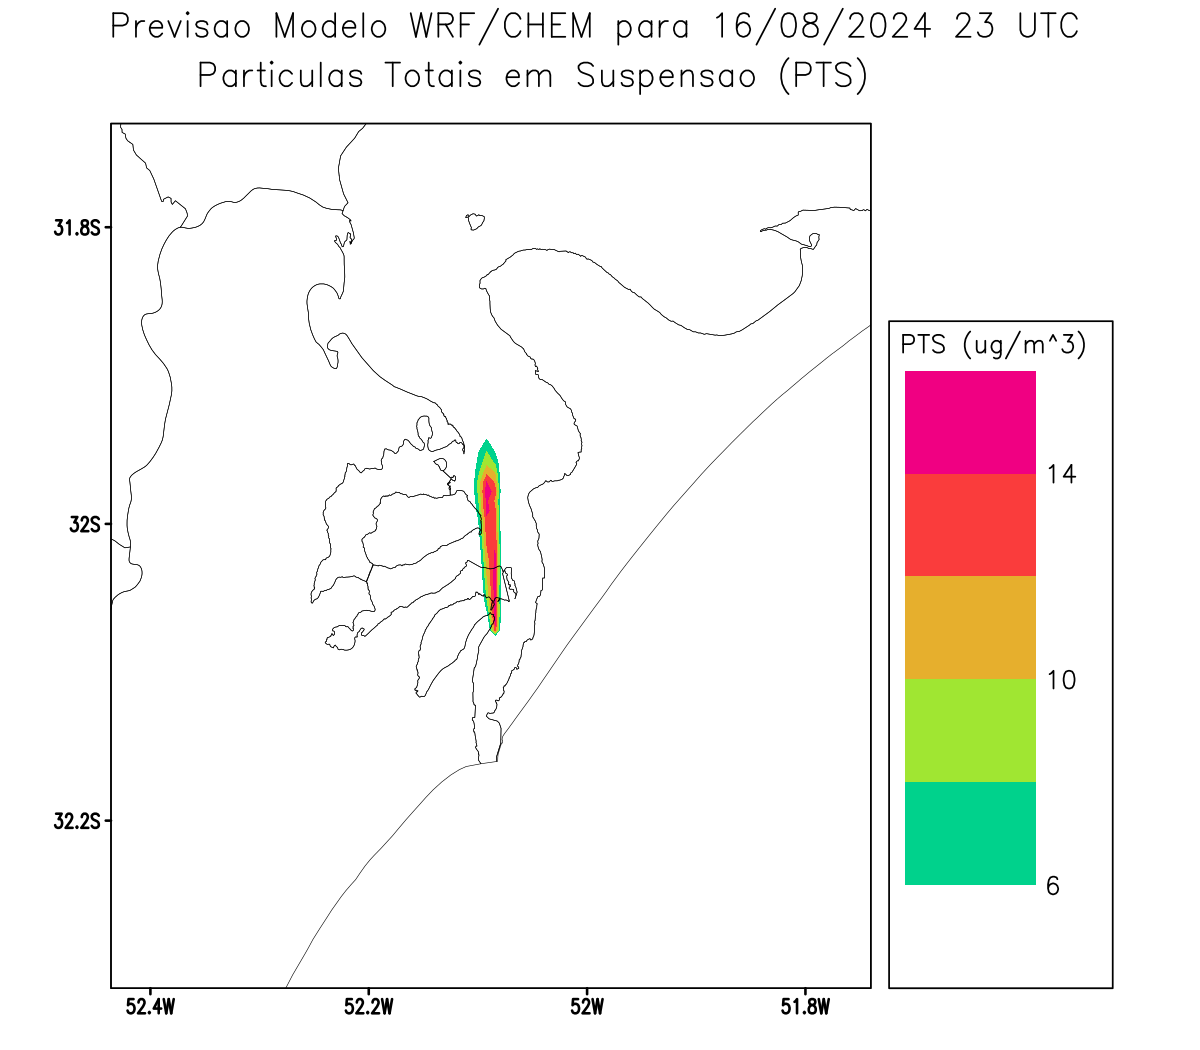 Previsao Modelo WRF/CHEM para 16/08/2024 23 UTC
Particulas Totais em Suspensao (PTS)
31.8S
32S
32.2S
52.4W
52.2W
52W
51.8W
PTS (ug/m^3)
14
10
6